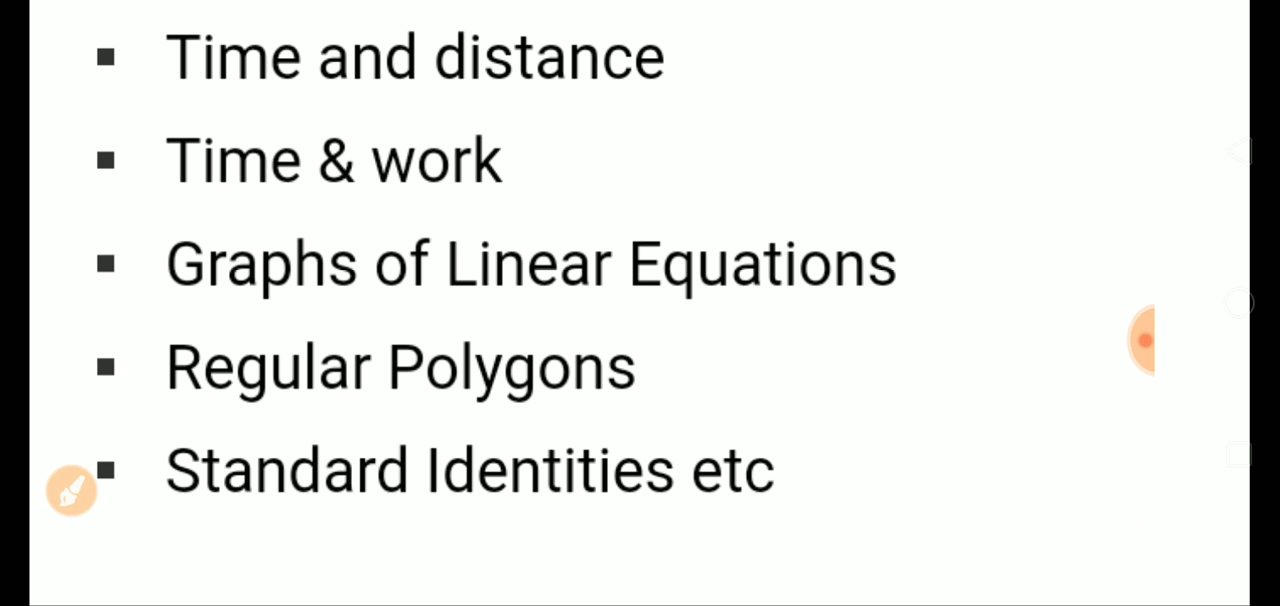 ▪ Time and distance
▪ Time & work
▪ Graphs of Linear Equations
▪ Regular Polygons
▪ Standard Identities etc